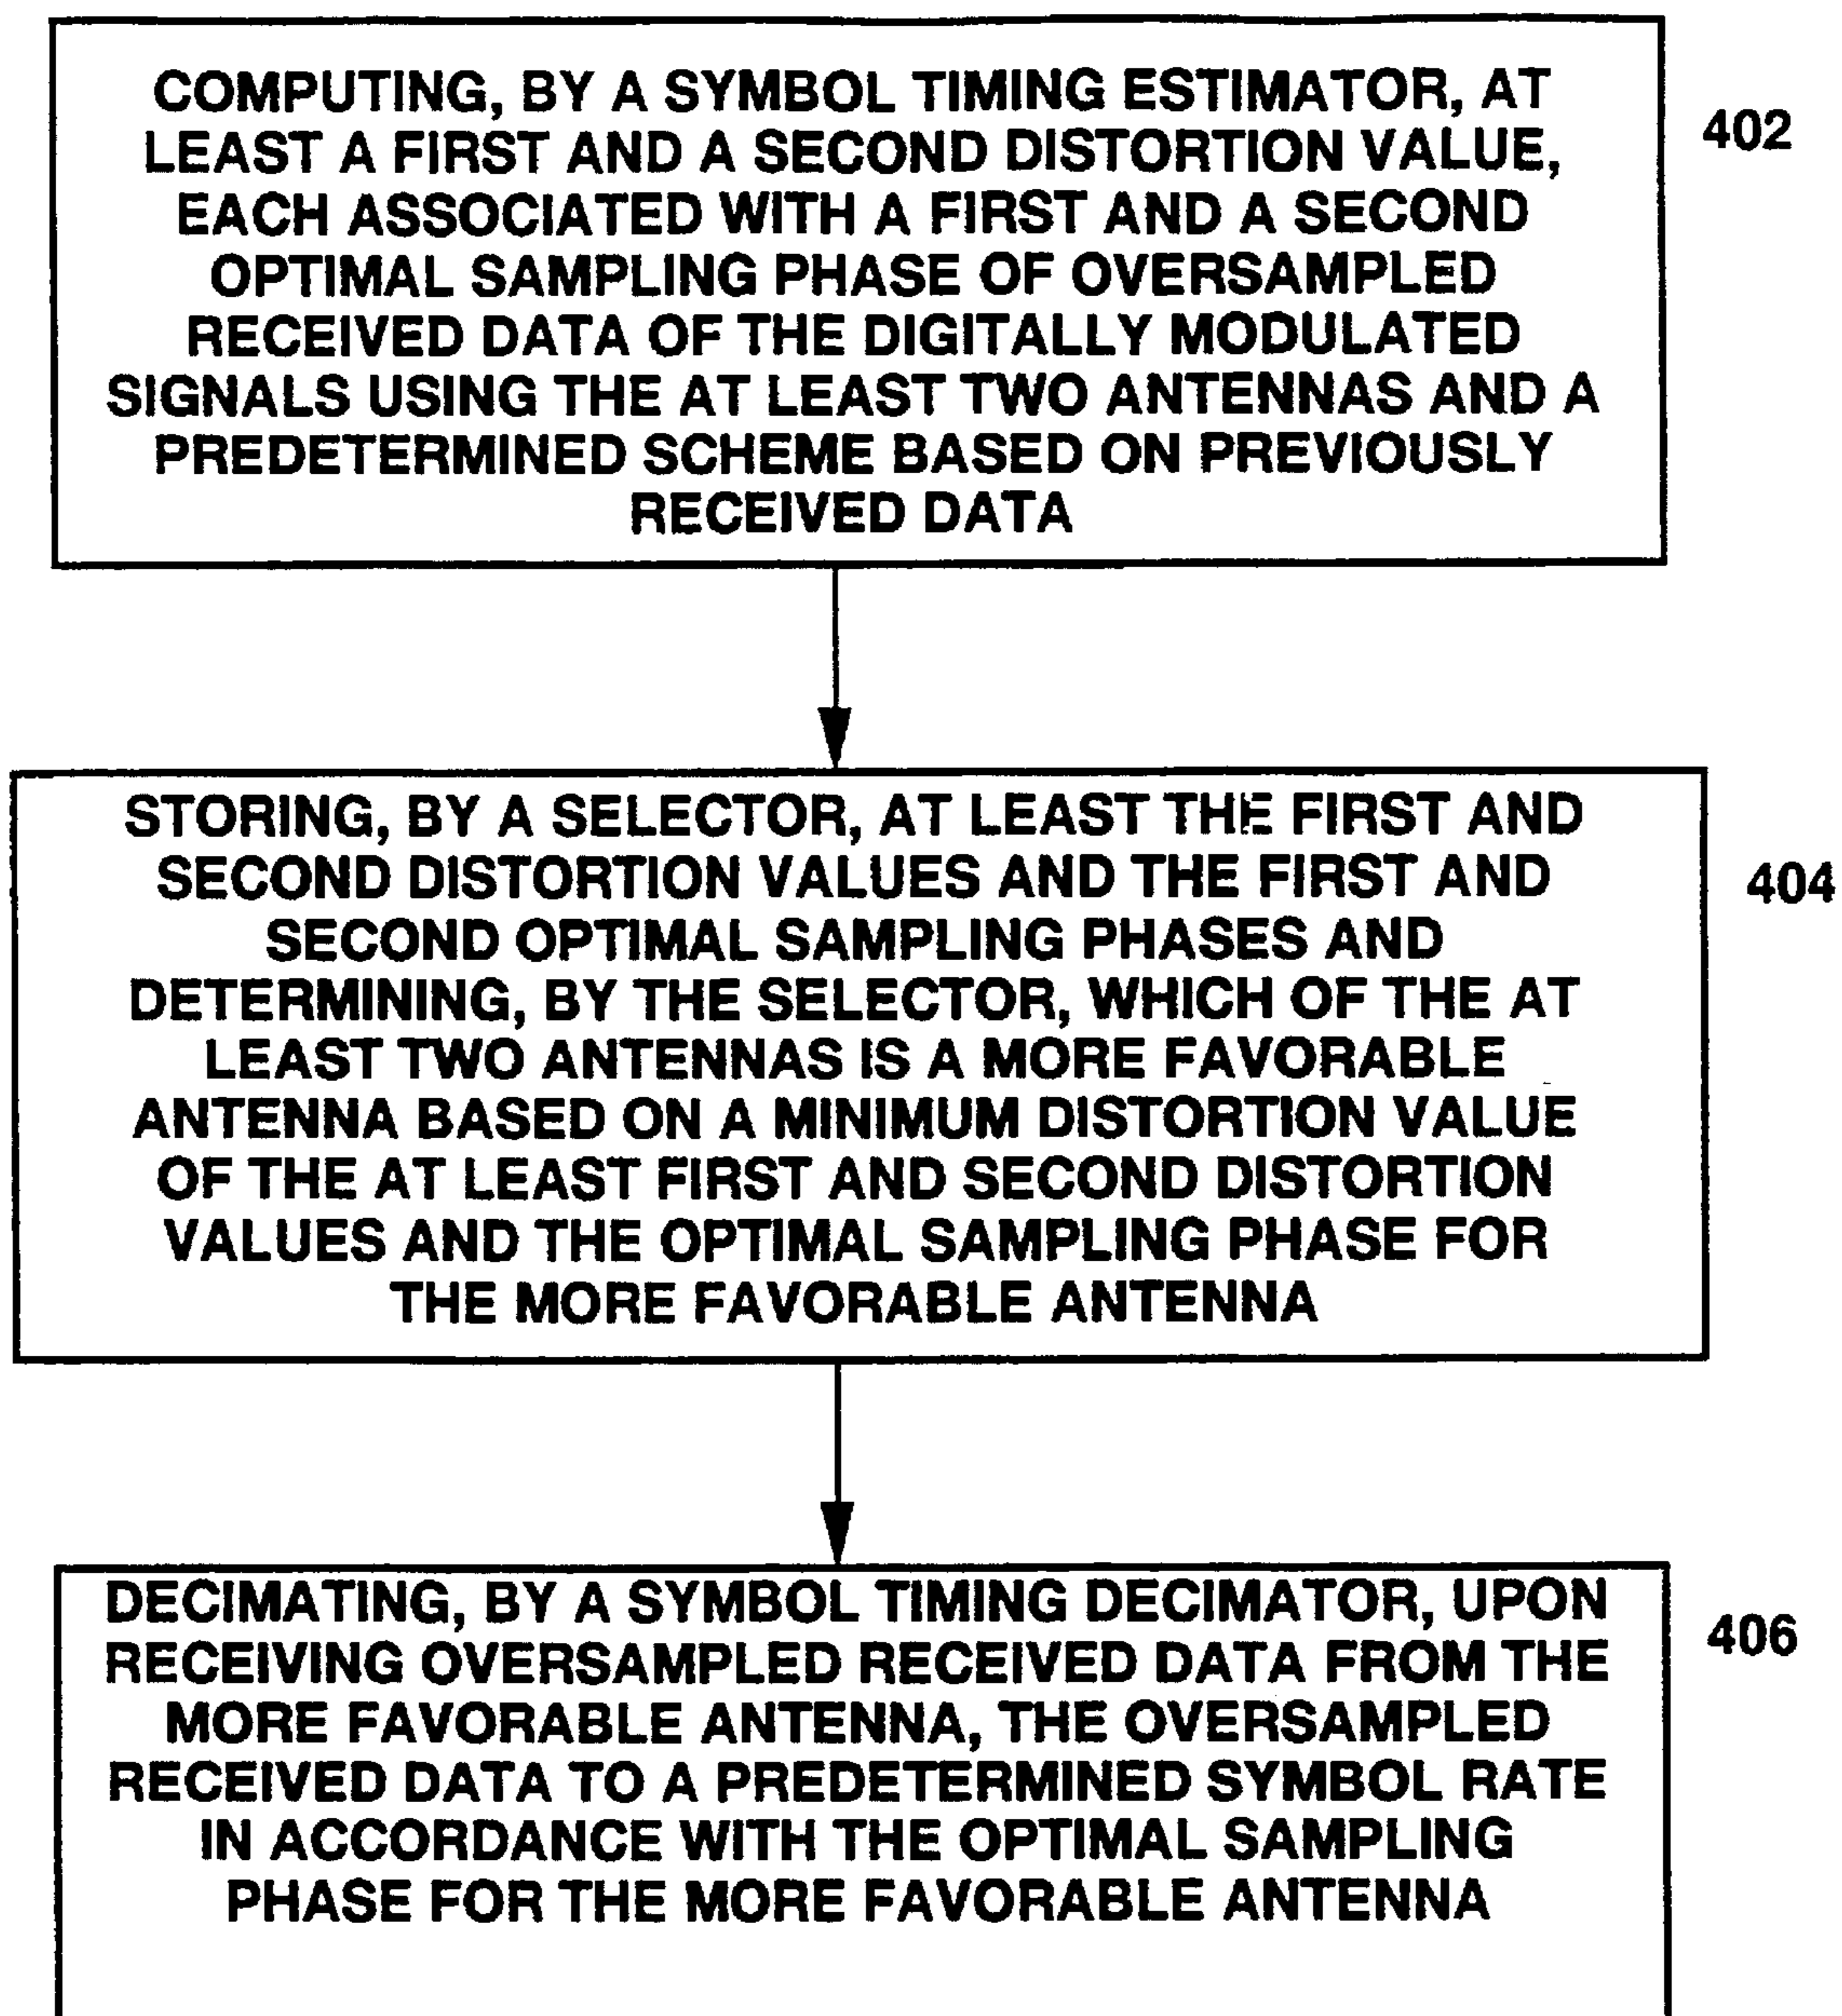 COMPUTING, BY A SYMBOL TIMING ESTIMATOR, AT
LEAST A FIRST AND A SECOND DISTORTION VALUE,
EACH ASSOCIATED WITH A FIRST AND A SECOND
OPTIMAL SAMPLING PHASE OF OVERSAMPLED
RECEIVED DATA OF THE DIGITALLY MODULATED
SIGNALS USING THE AT LEAST TWO ANTENNAS AND A
PREDETERMINED SCHEME BASED ON PREVIOUSLY
RECEIVED DATA
402
STORING, BY A SELECTOR, AT LEAST THE FIRST AND
SECOND DISTORTION VALUES AND THE FIRST AND
SECOND OPTIMAL SAMPLING PHASES AND
DETERMINING, BY THE SELECTOR, WHICH OF THE AT
LEAST TWO ANTENNAS IS A MORE FAVORABLE
ANTENNA BASED ON A MINIMUM DISTORTION VALUE
OF THE AT LEAST FIRST AND SECOND DISTORTION
VALUES AND THE OPTIMAL SAMPLING PHASE FOR
THE MORE FAVORABLE ANTENNA
404
DECIMATING, BY A SYMBOL TIMING DECIMATOR, UPON
RECEIVING OVERSAMPLED RECEIVED DATA FROM THE
MORE FAVORABLE ANTENNA, THE OVERSAMPLED
RECEIVED DATA TO A PREDETERMINED SYMBOL RATE
IN ACCORDANCE WITH THE OPTIMAL SAMPLING
PHASE FOR THE MORE FAVORABLE ANTENNA
406